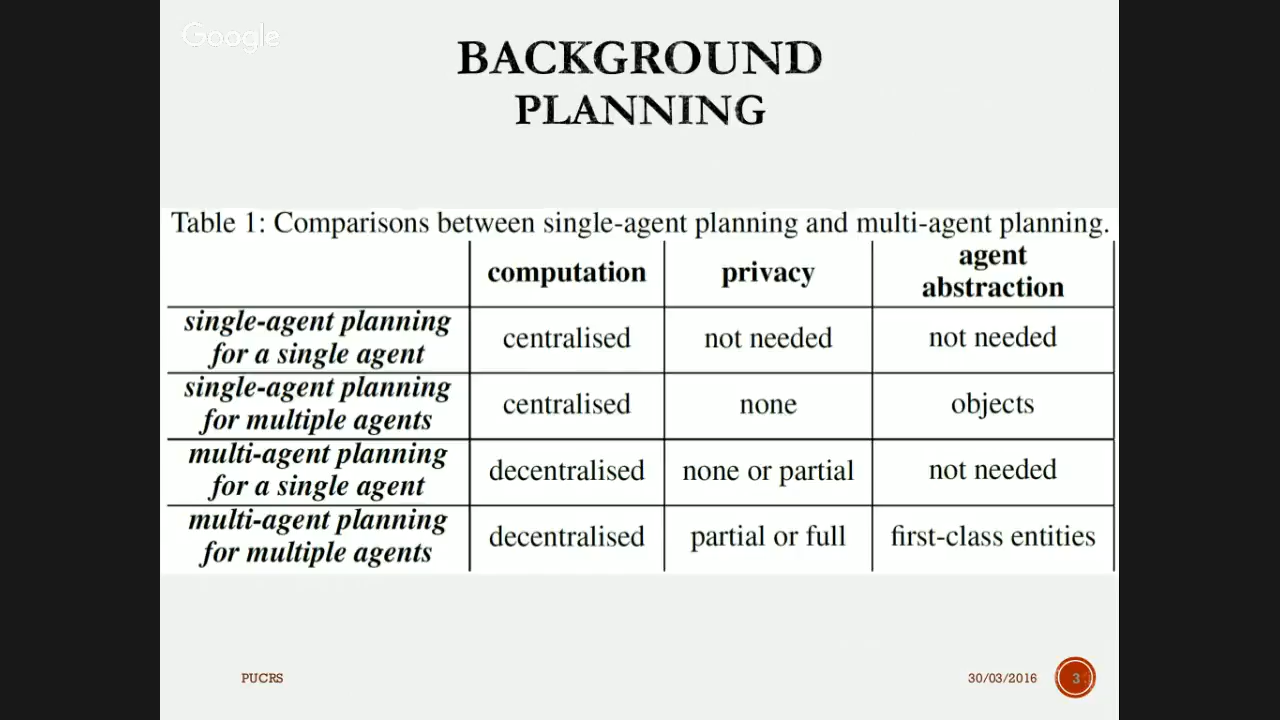 Google
BACKGROUND
PLANNING
Table 1: Comparisons between single-agent planning and multi-agent planning.
computation privacy agent abstraction
single-agent planning for a single agent centralised not needed not needed
single-agent planning for multiple agents centralised none objects
multi-agent planning for a single agent decentralised none or partial not needed
multi-agent planning for multiple agents decentralised partial or full first-class entities
PUCRS 30/03/2016 3